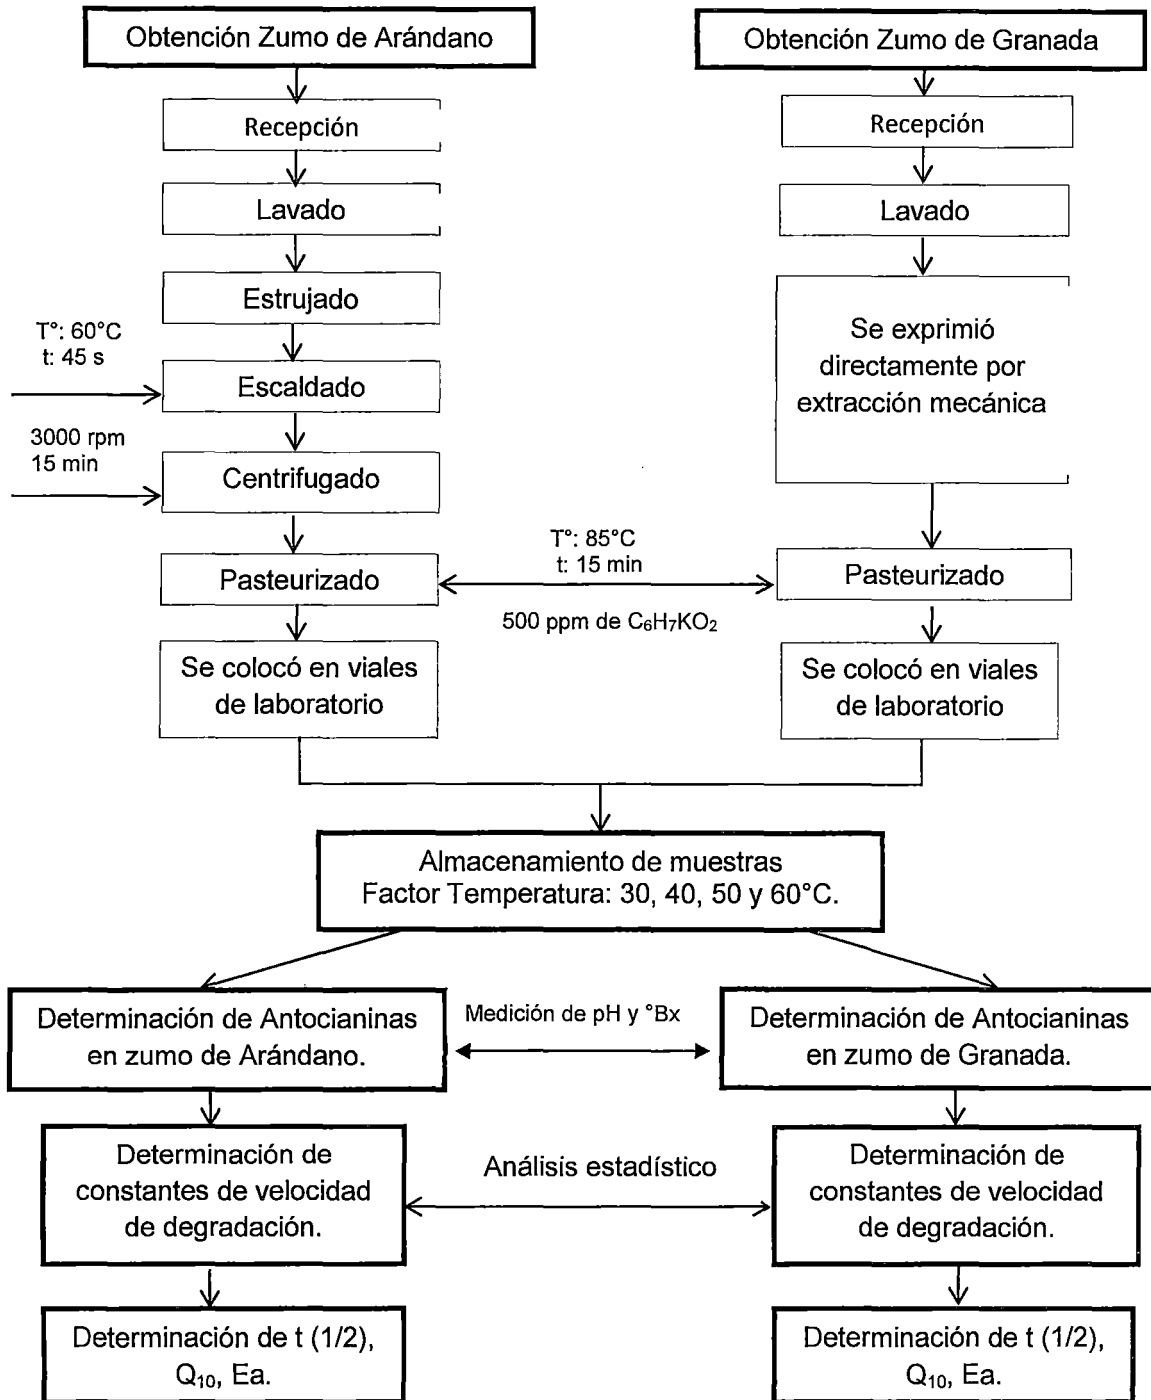 Obtención Zumo de Arándano
Recepción
Lavado
Estrujado
T°: 60°C
t: 45 s
Escaldado
3000 rpm
15 min
Centrifugado
Pasteurizado
Se colocó en viales
de laboratorio
Obtención Zumo de Granada
Recepción
Lavado
Se exprimió
directamente por
extracción mecánica
T°: 85°C
t: 15 min
500 ppm de C₆H₇KO₂
Pasteurizado
Se colocó en viales
de laboratorio
Almacenamiento de muestras
Factor Temperatura: 30, 40, 50 y 60°C.
Determinación de Antocianinas
en zumo de Arándano.
Medición de pH y °Bx
Determinación de Antocianinas
en zumo de Granada.
Determinación de
constantes de velocidad
de degradación.
Análisis estadístico
Determinación de
constantes de velocidad
de degradación.
Determinación de t (1/2),
Q₁₀, Ea.
Determinación de t (1/2),
Q₁₀, Ea.